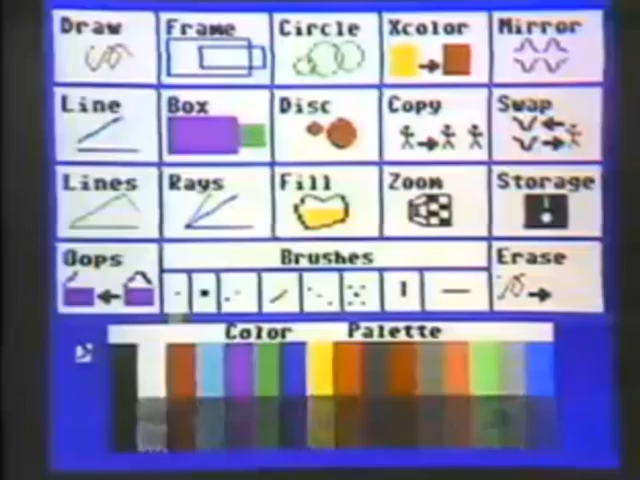 Draw Frame Circle Xcolor Mirror
Line Box Disc Copy Swap
Lines Rays Fill Zoom Storage
Oops Brushes Erase
Color Palette